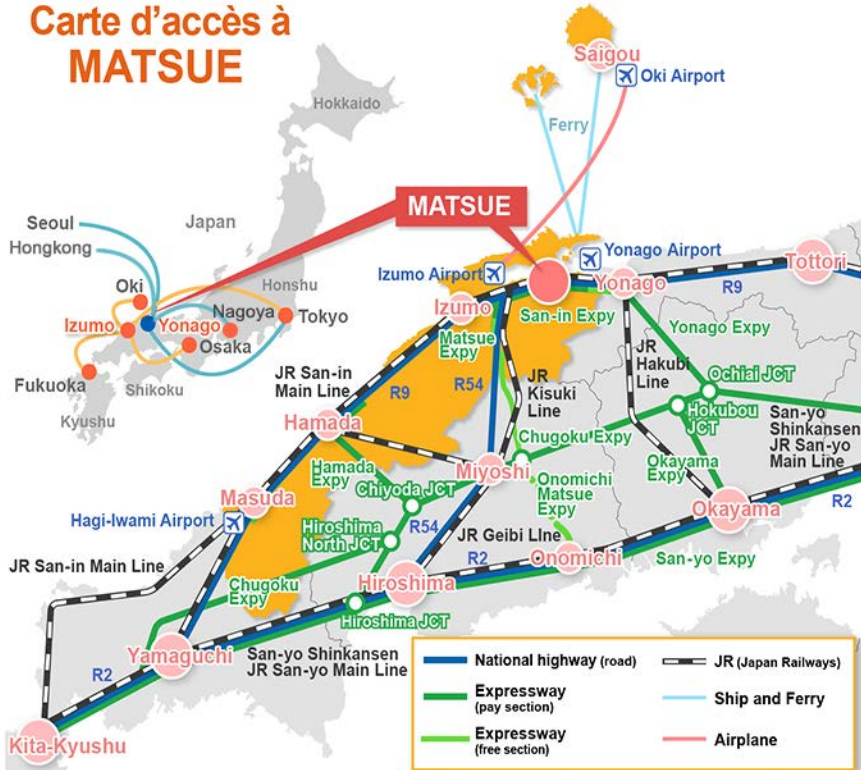 Carte d'accès à
MATSUE
Hokkaido
Japan
Seoul
Hongkong
Oki
Honshu
Izumo
Yonago
Nagoya
Tokyo
Osaka
Fukuoka
Shikoku
Kyushu
Saigou
Oki Airport
Ferry
MATSUE
Izumo Airport
Yonago Airport
Tottori
Izumo
Yonago
R9
San-in Expy
Matsue
Expy
Yonago Expy
JR San-in
Main Line
R9
R54
JR
Kisuki
Line
JR
Hakubi
Line
Ochiai JCT
Hokubou
JCT
San-yo
Shinkansen
JR San-yo
Main Line
Hamada
Chugoku Expy
Hamada
Expy
Miyoshi
Onomichi
Matsue
Expy
Okayama
Expy
Chiyoda JCT
Masuda
Okayama
Hagi-Iwami Airport
Hiroshima
North JCT
R54
JR Geibi LIne
R2
R2
Onomichi
San-yo Expy
JR San-in Main Line
Chugoku
Expy
Hiroshima
Hiroshima JCT
Yamaguchi
San-yo Shinkansen
JR San-yo Main Line
R2
Kita-Kyushu
National highway (road)
Expressway
(pay section)
Expressway
(free section)
JR (Japan Railways)
Ship and Ferry
Airplane